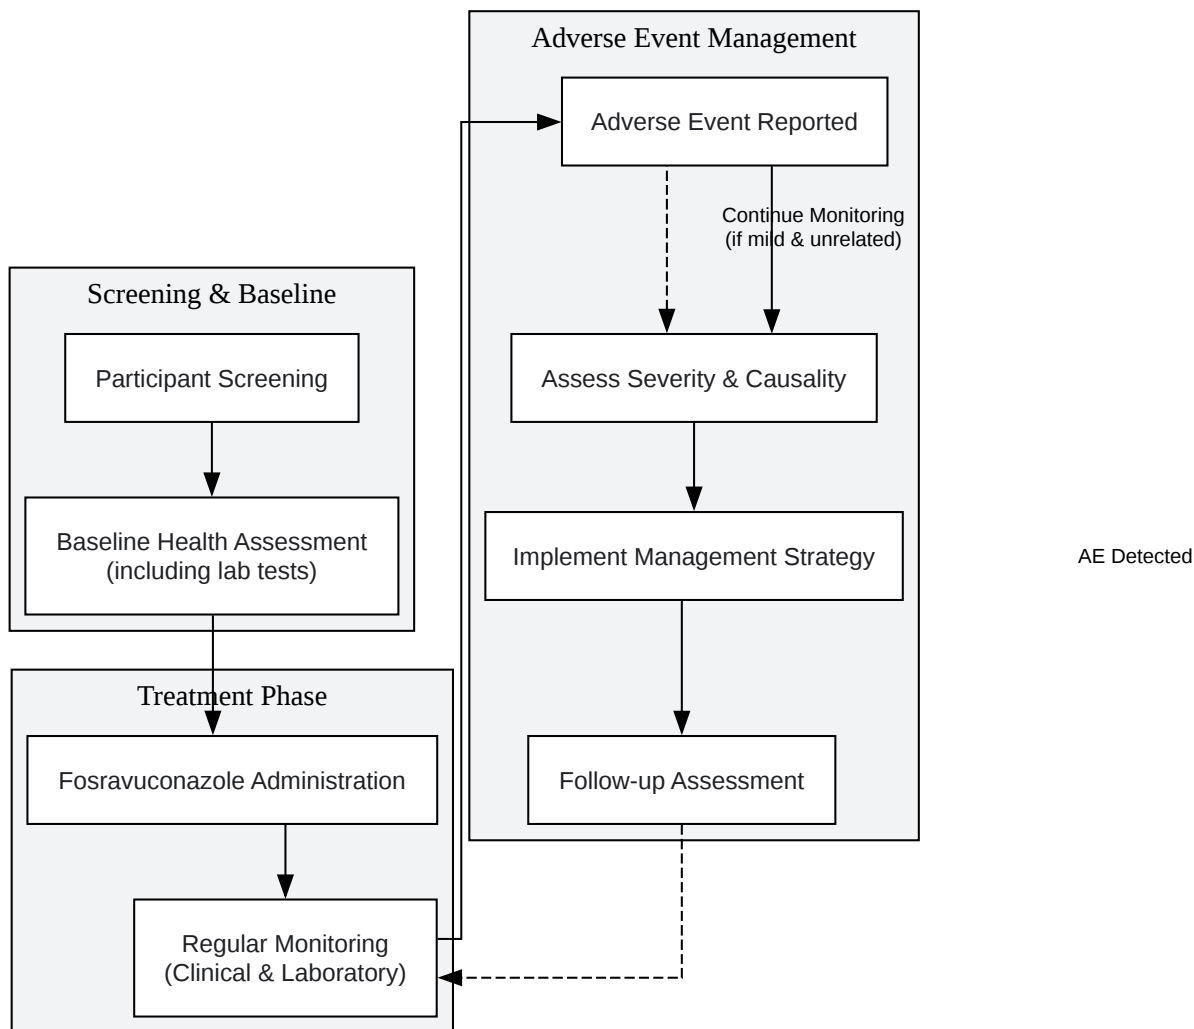 Adverse Event Management
Adverse Event Reported
Continue Monitoring
(if mild & unrelated)
Screening & Baseline
Participant Screening
Assess Severity & Causality
Baseline Health Assessment
(including lab tests)
Implement Management Strategy
AE Detected
Treatment Phase
Fosravuconazole Administration
Follow-up Assessment
Regular Monitoring
(Clinical & Laboratory)